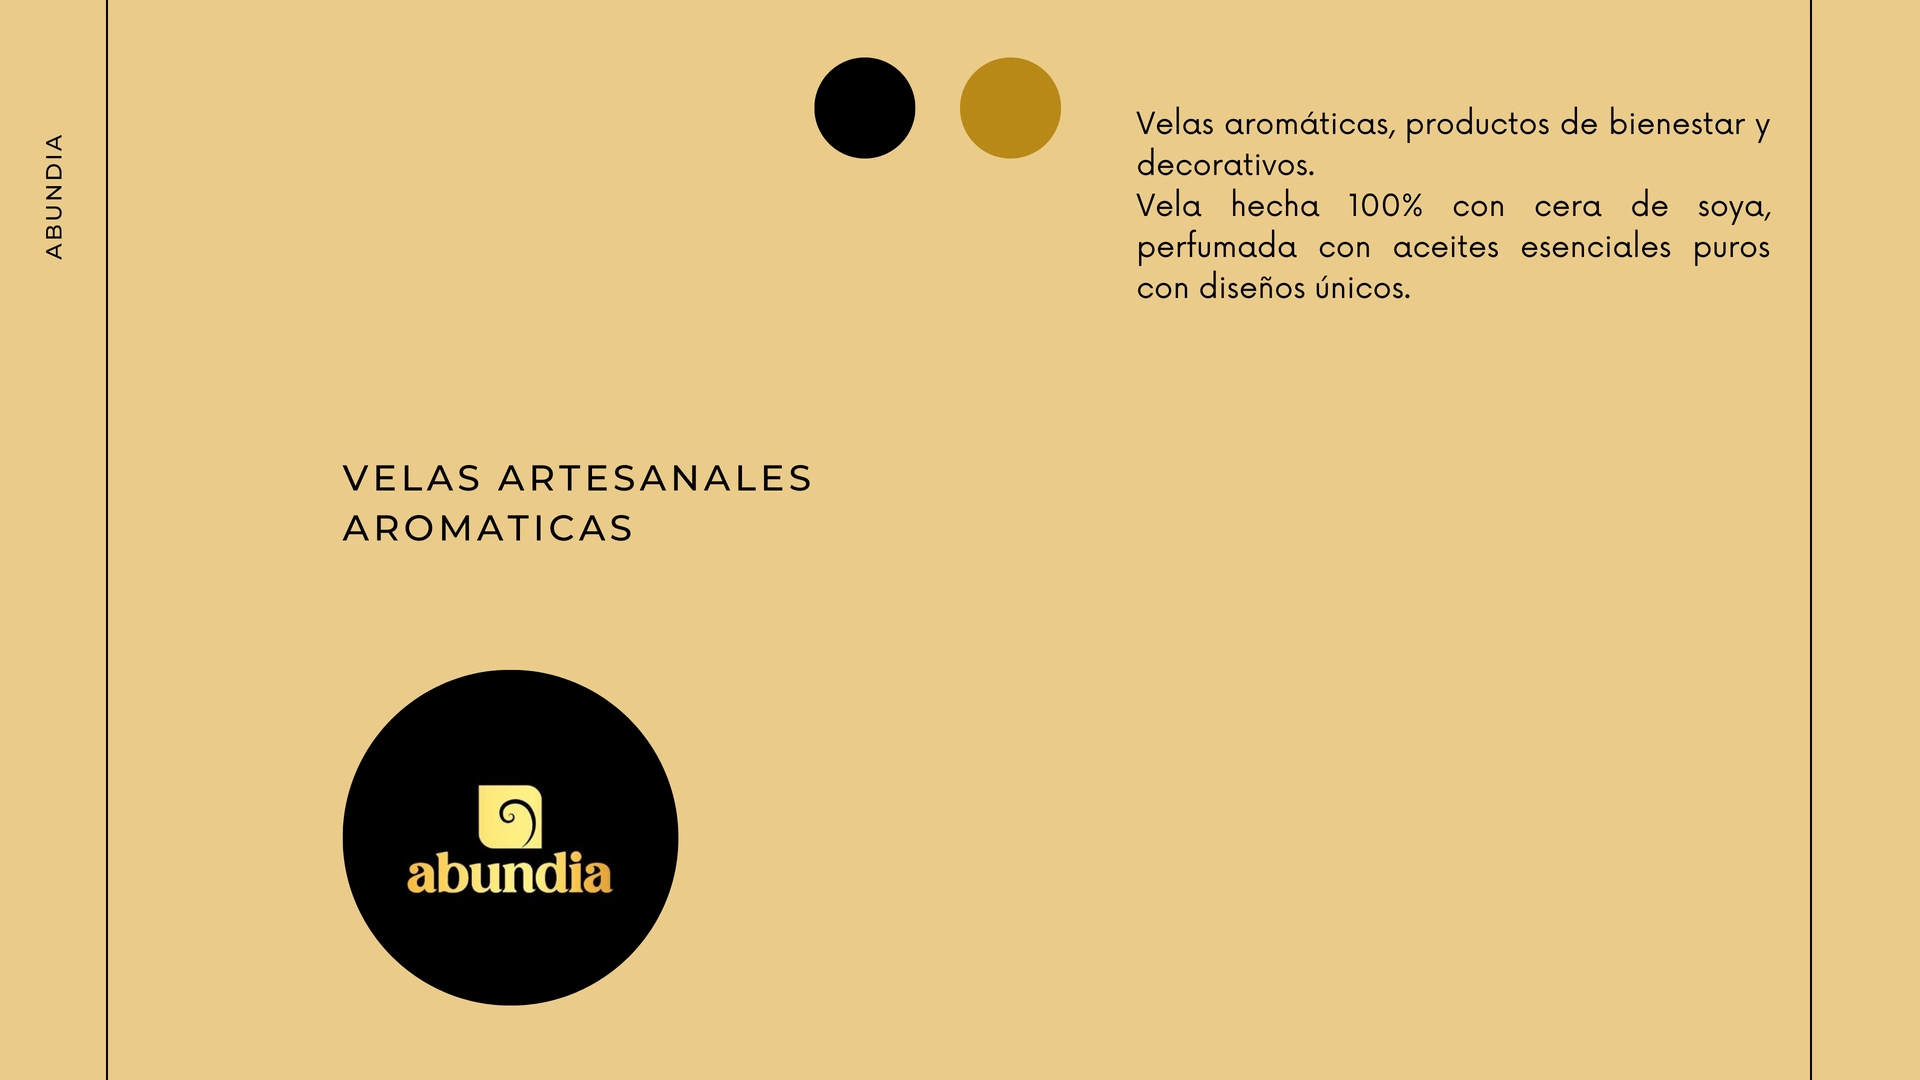 ABUNDIA
Velas aromáticas, productos de bienestar y
decorativos.
Vela hecha 100% con cera de soya,
perfumada con aceites esenciales puros
con diseños únicos.
VELAS ARTESANALES
AROMATICAS
abundia